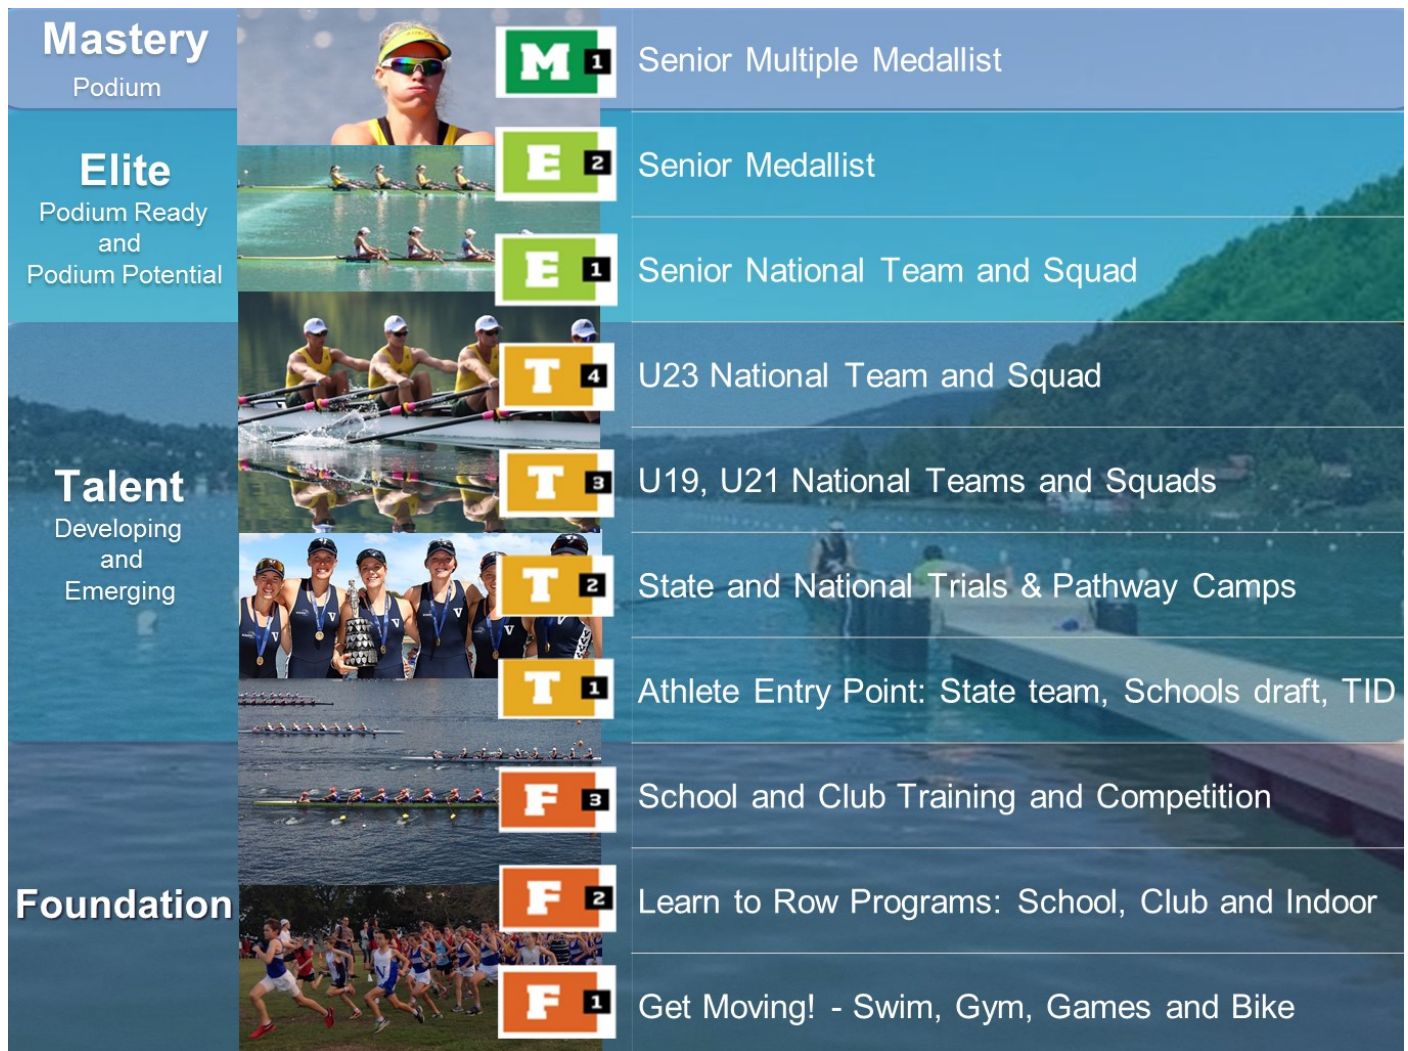 Mastery
Podium
M 1 Senior Multiple Medallist
Elite
Podium Ready
and
Podium Potential
E 2 Senior Medallist
E 1 Senior National Team and Squad
Talent
Developing
and
Emerging
T 4 U23 National Team and Squad
T 3 U19, U21 National Teams and Squads
T 2 State and National Trials & Pathway Camps
T 1 Athlete Entry Point: State team, Schools draft, TID
Foundation
F 3 School and Club Training and Competition
F 2 Learn to Row Programs: School, Club and Indoor
F 1 Get Moving! - Swim, Gym, Games and Bike
V
V
V